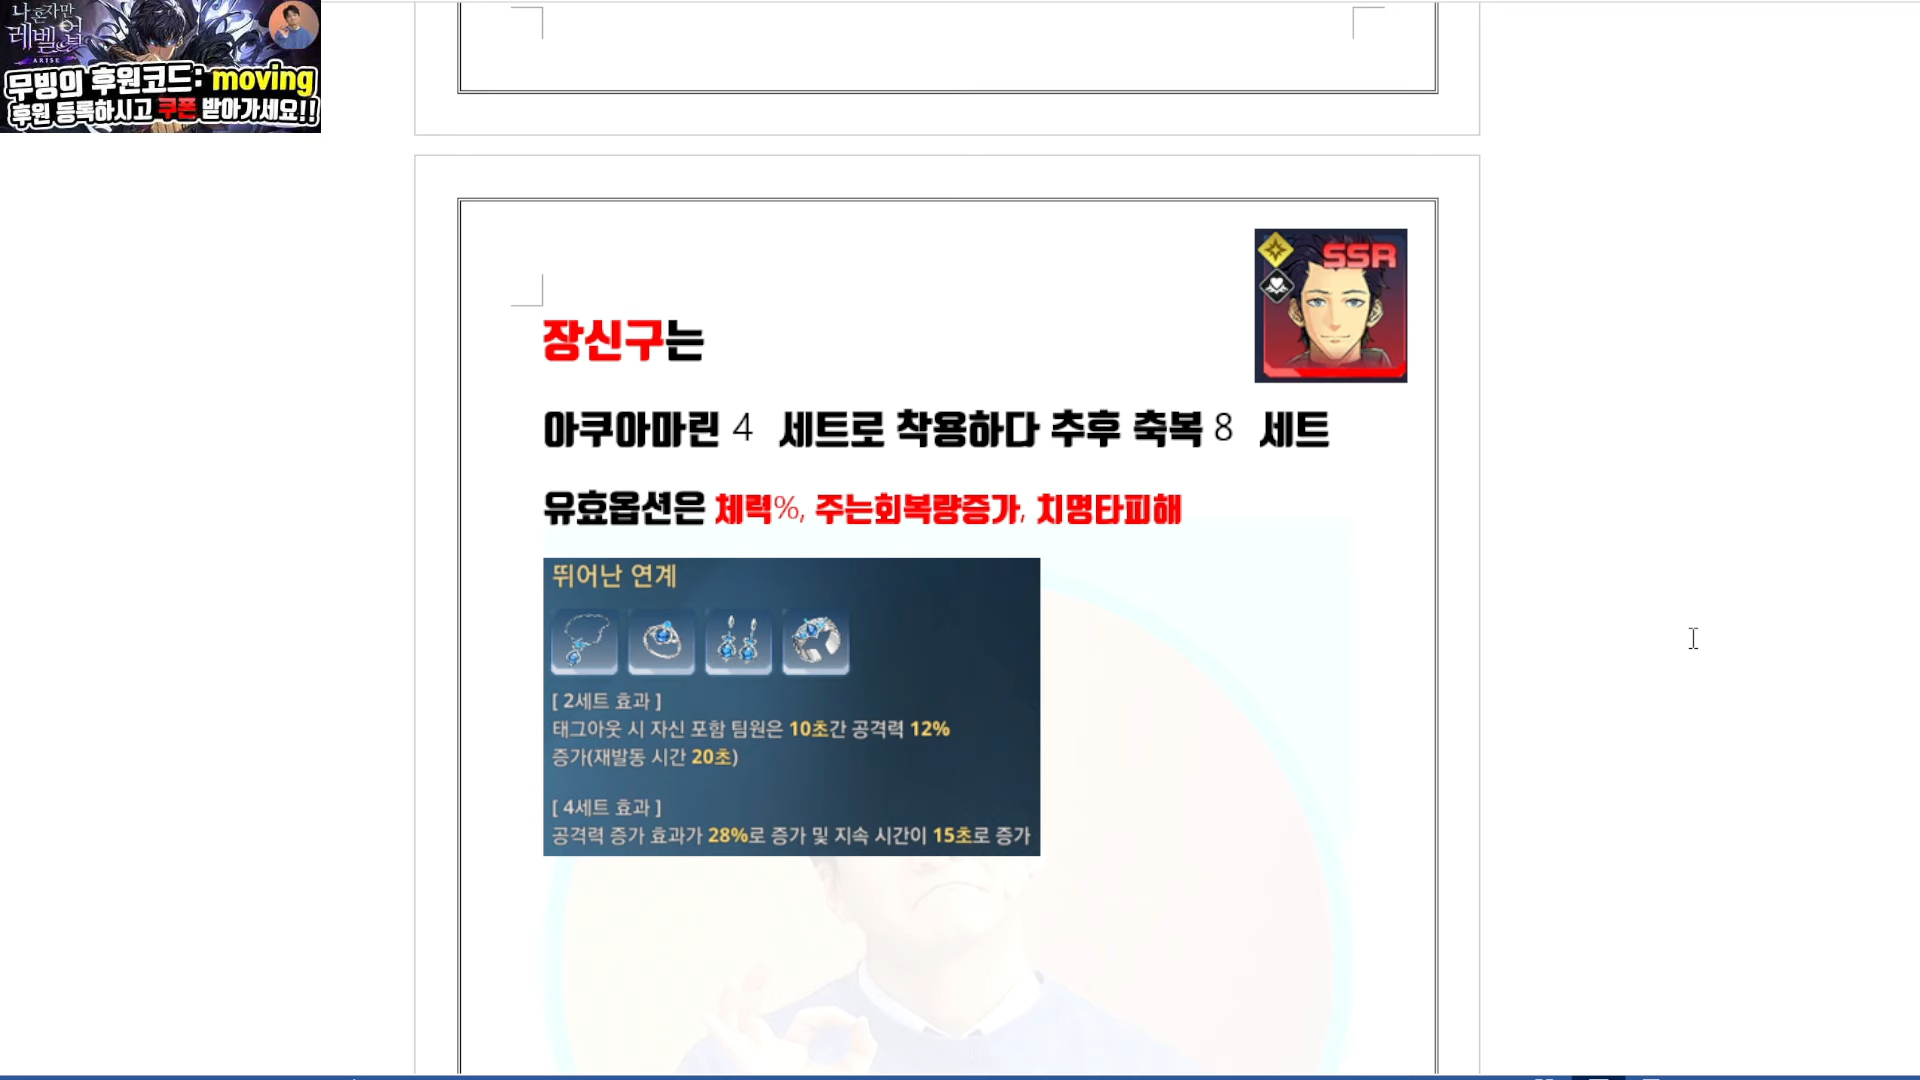 나 혼자만
레벨업
ARISE
무빙의 후원코드: moving
후원 등록하시고 쿠폰 받아가세요!!
SSR
장신구는
아쿠아마린 4 세트로 착용하다 추후 축복 8 세트
유효옵션은 체력%, 주는회복량증가, 치명타피해
뛰어난 연계
[ 2세트 효과 ]
태그아웃 시 자신 포함 팀원은 10초간 공격력 12%
증가(재발동 시간 20초)
[ 4세트 효과 ]
공격력 증가 효과가 28%로 증가 및 지속 시간이 15초로 증가